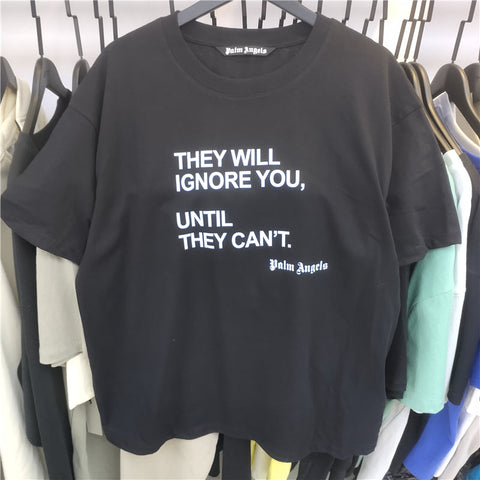 Palm Angels
THEY WILL
IGNORE YOU,
UNTIL
THEY CAN'T.
Palm Angels